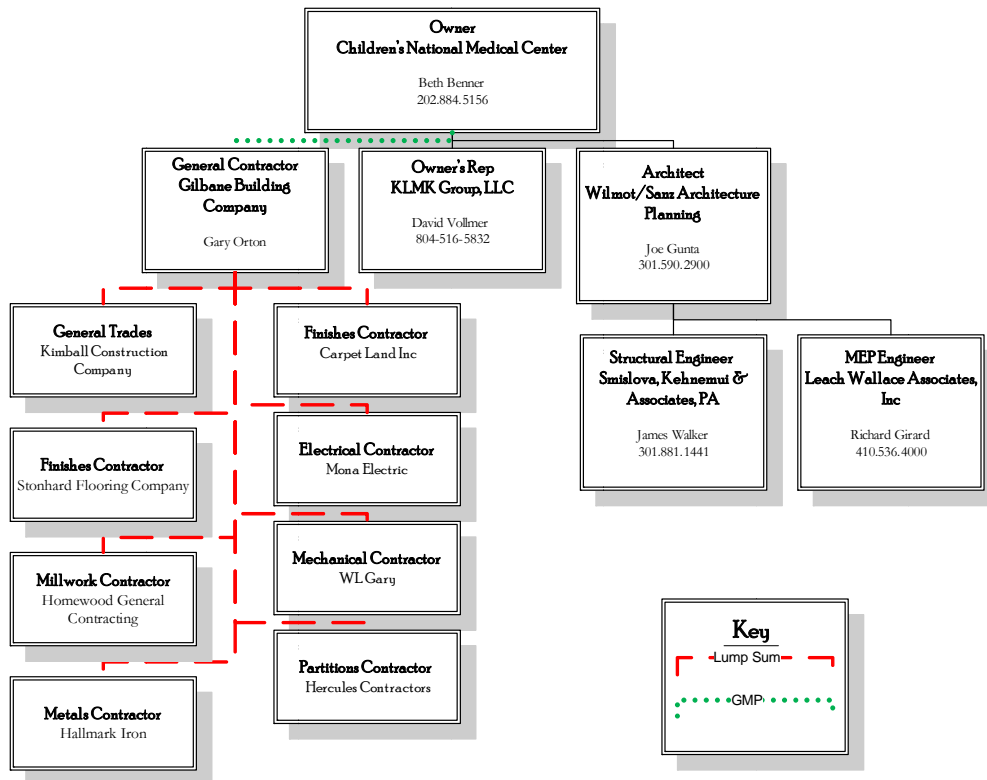 Owner
Children's National Medical Center
Beth Benner
202.884.5156
General Contractor
Gilbane Building
Company
Gary Orton
Owner's Rep
KLMK Group, LLC
David Vollmer
804-516-5832
Architect
Wilmot/Sanz Architecture
Planning
Joe Gunta
301.590.2900
General Trades
Kimball Construction
Company
Finishes Contractor
Carpet Land Inc
Structural Engineer
Smislova, Kehnemui &
Associates, PA
James Walker
301.881.1441
MEP Engineer
Leach Wallace Associates,
Inc
Richard Girard
410.536.4000
Finishes Contractor
Stonhard Flooring Company
Electrical Contractor
Mona Electric
Millwork Contractor
Homewood General
Contracting
Mechanical Contractor
WL Gary
Metals Contractor
Hallmark Iron
Partitions Contractor
Hercules Contractors
Key
Lump Sum
GMP